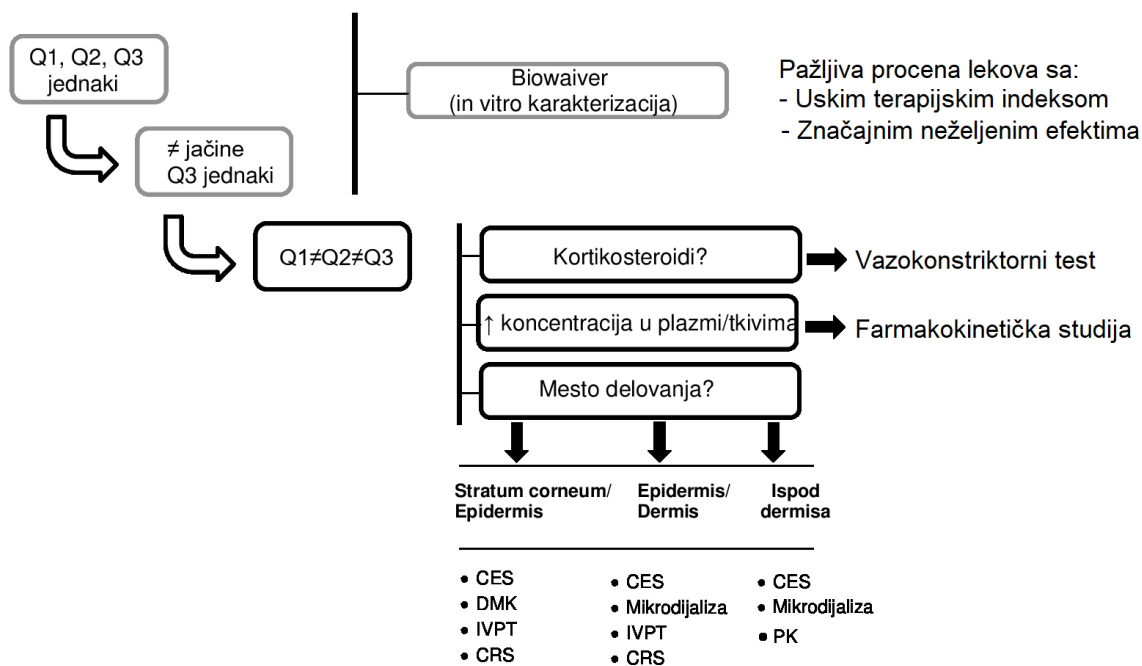 Q1, Q2, Q3
jednaki
Biowaiver
(in vitro karakterizacija)
Pažljiva procena lekova sa:
- Uskim terapijskim indeksom
- Značajnim neželjenim efektima
≠ jačine
Q3 jednaki
Q1≠Q2≠Q3
Kortikosteroidi?
Vazokonstriktorni test
↑ koncentracija u plazmi/tkivima
Farmakokinetička studija
Mesto delovanja?
Stratum corneum/
Epidermis
Epidermis/
Dermis
Ispod
dermisa
• CES
• DMK
• IVPT
• CRS
• CES
• Mikrodijaliza
• IVPT
• CRS
• CES
• Mikrodijaliza
• PK